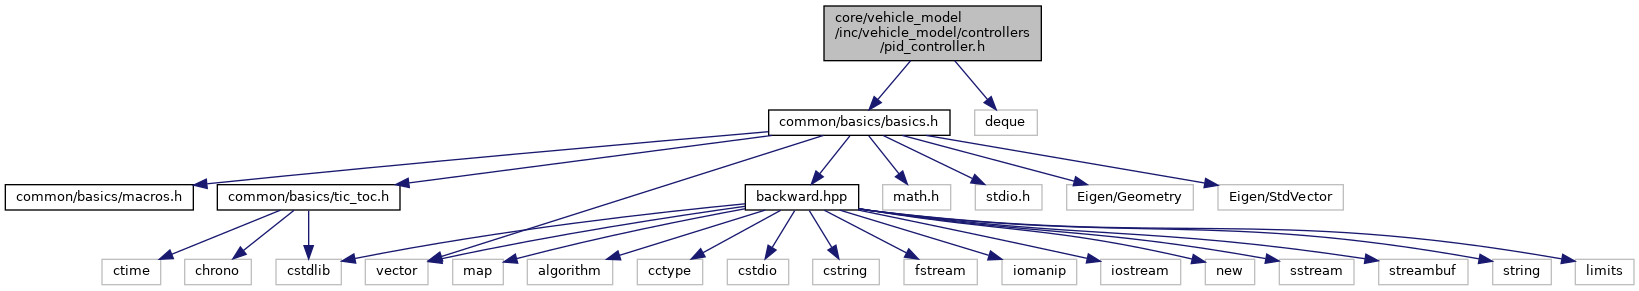 core/vehicle_model
/inc/vehicle_model/controllers
/pid_controller.h
common/basics/basics.h
deque
common/basics/macros.h
common/basics/tic_toc.h
backward.hpp
math.h
stdio.h
Eigen/Geometry
Eigen/StdVector
ctime
chrono
cstdlib
vector
map
algorithm
cctype
cstdio
cstring
fstream
iomanip
iostream
new
sstream
streambuf
string
limits